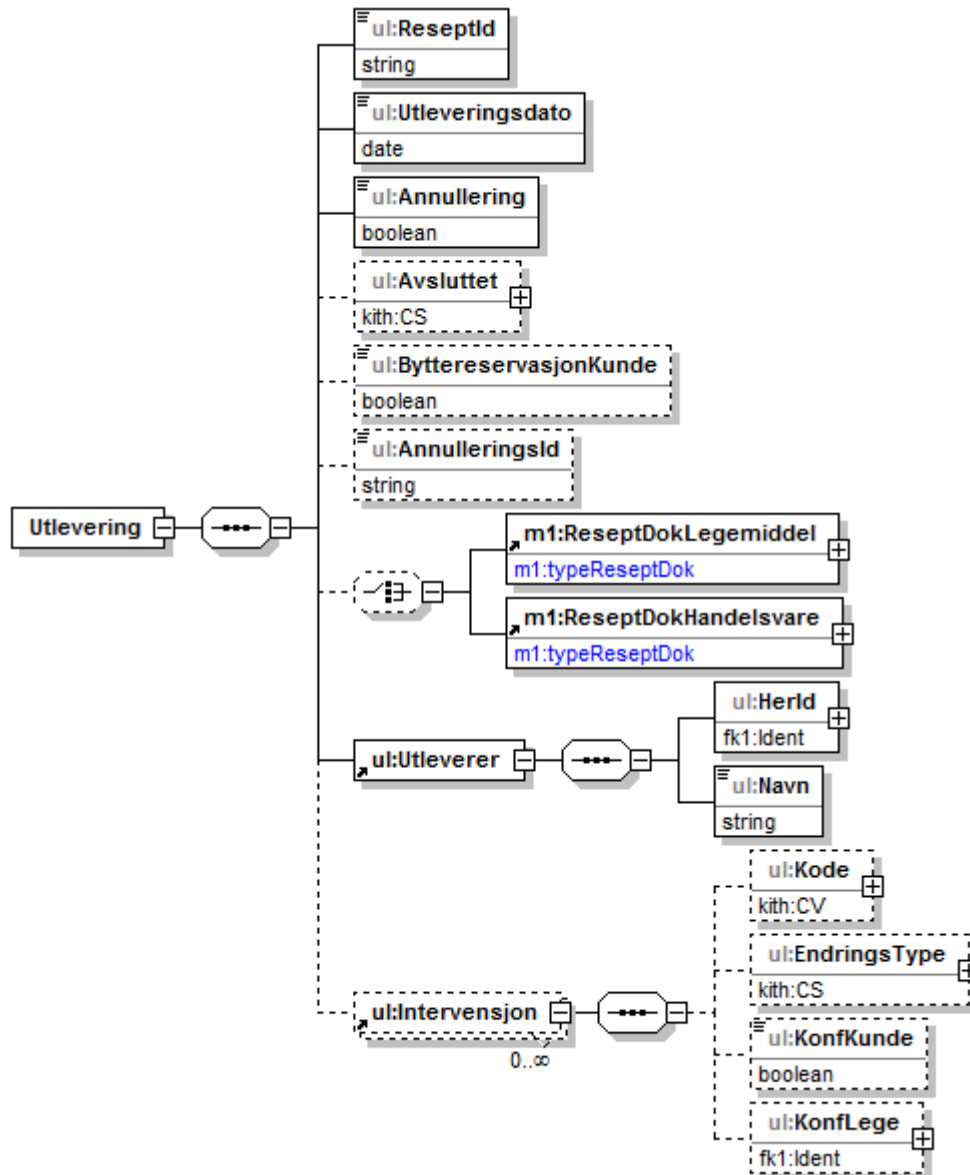 ul:ReseptId
string
ul:Utleveringsdato
date
ul:Annullering
boolean
ul:Avsluttet
kith:CS
ul:ByttereservasjonKunde
boolean
ul:AnnulleringsId
string
Utlevering
m1:ReseptDokLegemiddel
m1:typeReseptDok
m1:ReseptDokHandelsvare
m1:typeReseptDok
ul:Utleverer
ul:HerId
fk1:Ident
ul:Navn
string
ul:Intervensjon
0..∞
ul:Kode
kith:CV
ul:EndringsType
kith:CS
ul:KonfKunde
boolean
ul:KonfLege
fk1:Ident